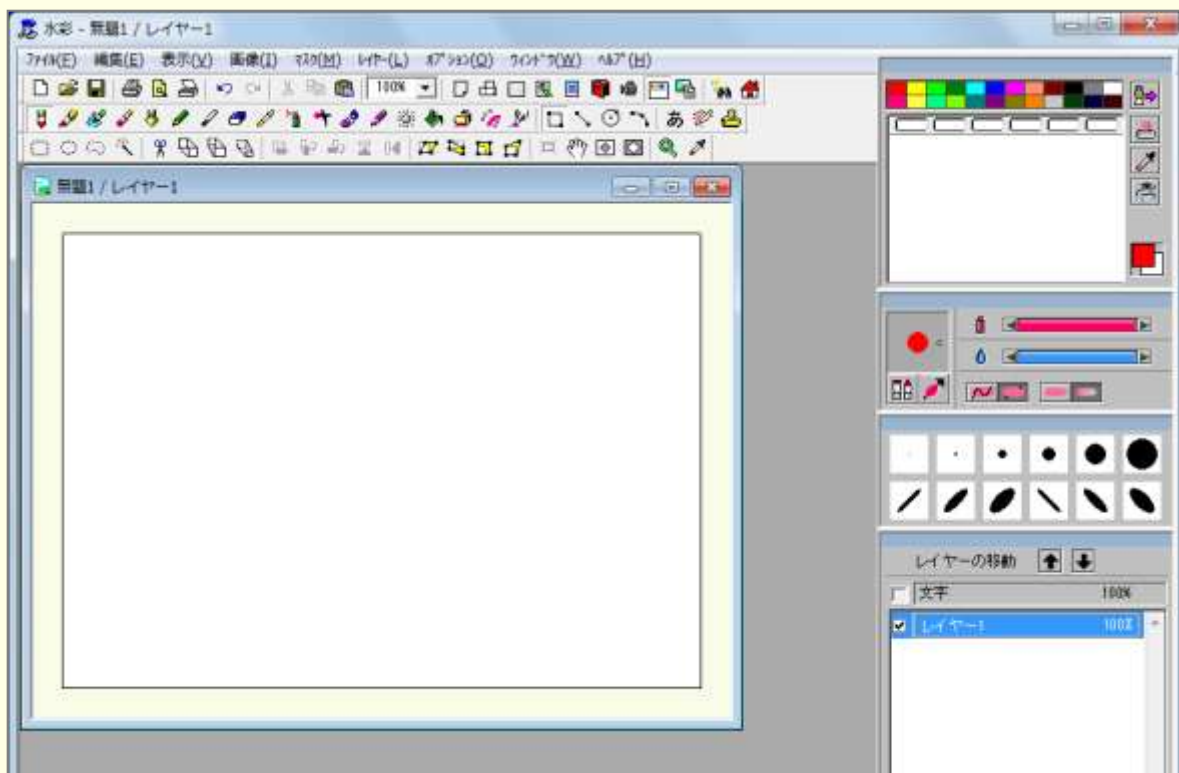 水彩 - 無題1 / レイヤー1
ファイル(F) 編集(E) 表示(V) 画像(I) マスク(M) レイヤー(L) オプション(O) ウィンドウ(W) ヘルプ(H)
100%
あ
無題1 / レイヤー1
レイヤーの移動
文字 100%
レイヤー1 100%